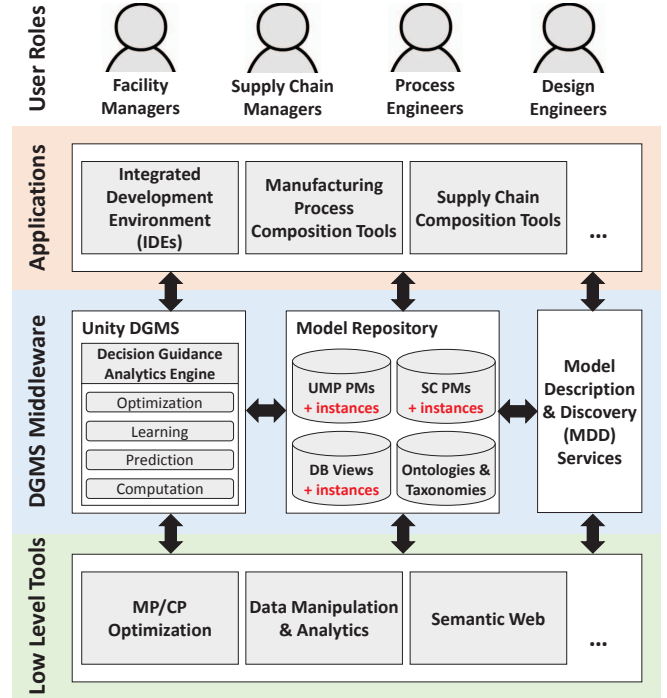 User Roles
Facility
Managers
Supply Chain
Managers
Process
Engineers
Design
Engineers
Applications
Integrated
Development
Environment
(IDEs)
Manufacturing
Process
Composition Tools
Supply Chain
Composition Tools
...
DGMS Middleware
Unity DGMS
Decision Guidance
Analytics Engine
Optimization
Learning
Prediction
Computation
Model Repository
UMP PMs
+ instances
SC PMs
+ instances
DB Views
+ instances
Ontologies &
Taxonomies
Model
Description
& Discovery
(MDD)
Services
Low Level Tools
MP/CP
Optimization
Data Manipulation
& Analytics
Semantic Web
...